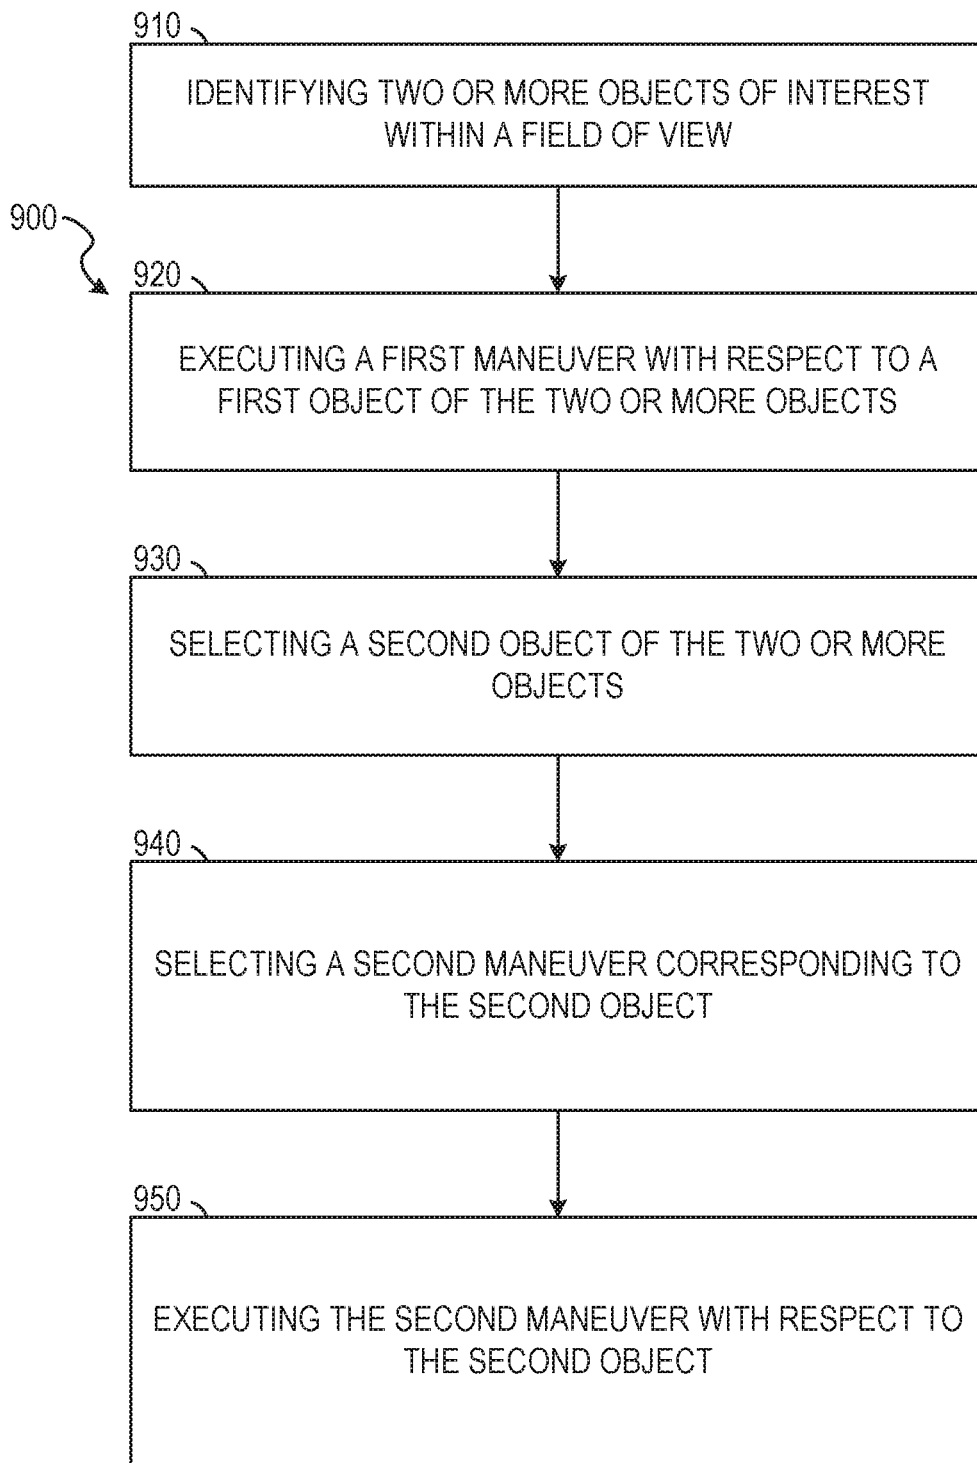 910
IDENTIFYING TWO OR MORE OBJECTS OF INTEREST
WITHIN A FIELD OF VIEW
900
920
EXECUTING A FIRST MANEUVER WITH RESPECT TO A
FIRST OBJECT OF THE TWO OR MORE OBJECTS
930
SELECTING A SECOND OBJECT OF THE TWO OR MORE
OBJECTS
940
SELECTING A SECOND MANEUVER CORRESPONDING TO
THE SECOND OBJECT
950
EXECUTING THE SECOND MANEUVER WITH RESPECT TO
THE SECOND OBJECT